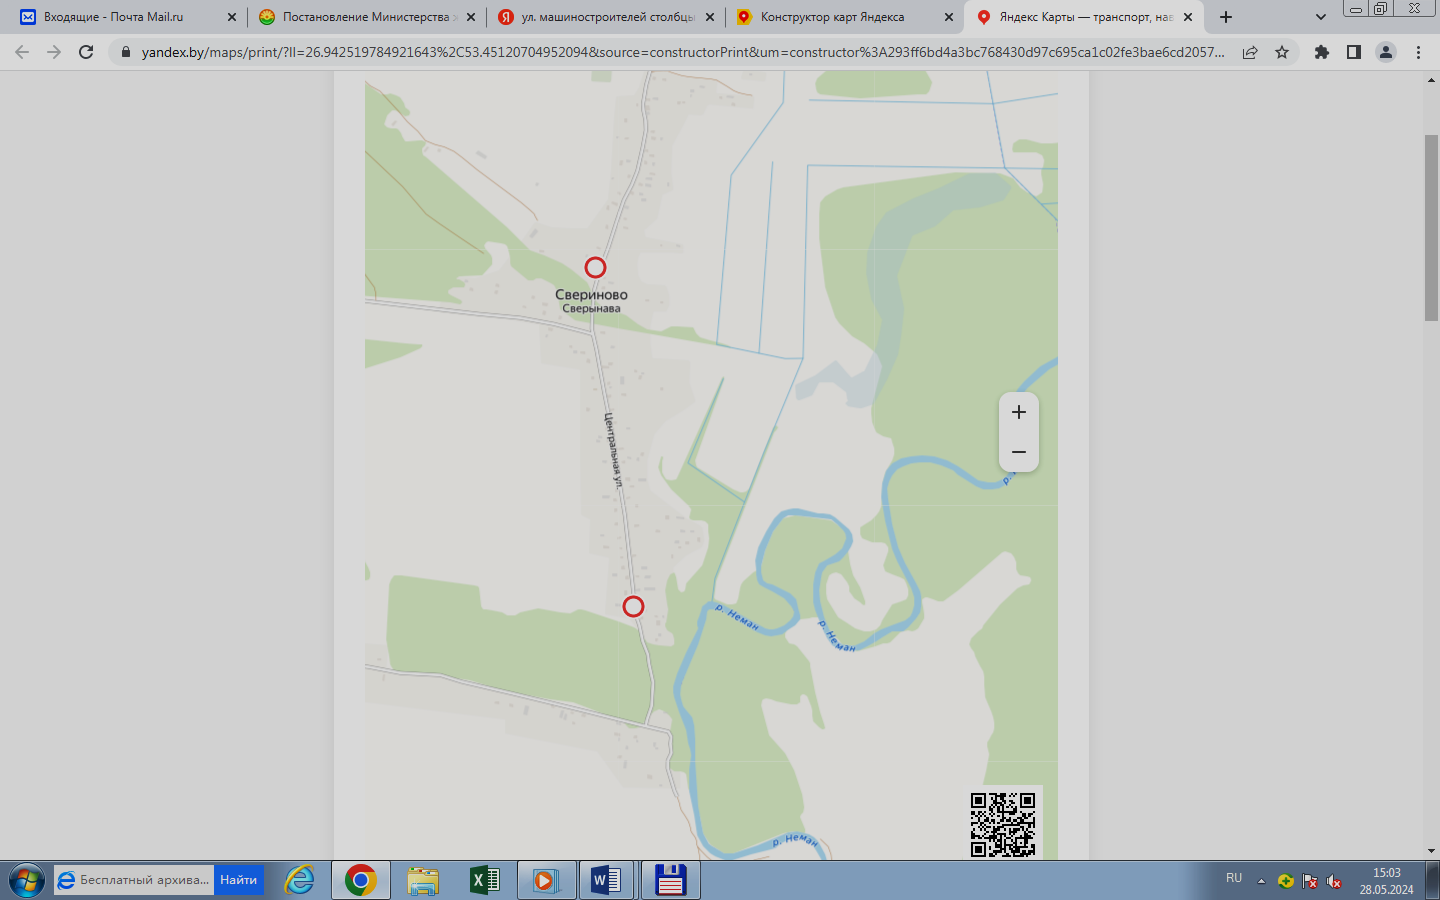 Входящие - Почта Mail.ru
Постановление Министерства
ул. машиностроителей столбцы
Конструктор карт Яндекса
Яндекс Карты — транспорт, нав
yandex.by/maps/print/?ll=26.942519784921643%2C53.45120704952094&source=constructorPrint&um=constructor%3A293ff6bd4a3bc768430d97c695ca1c02fe3bae6cd2057...
Свериново
Сверынава
Центральная ул.
р. Неман
р. Неман
р. Неман
Бесплатный архива...
Найти
RU
15:03
28.05.2024